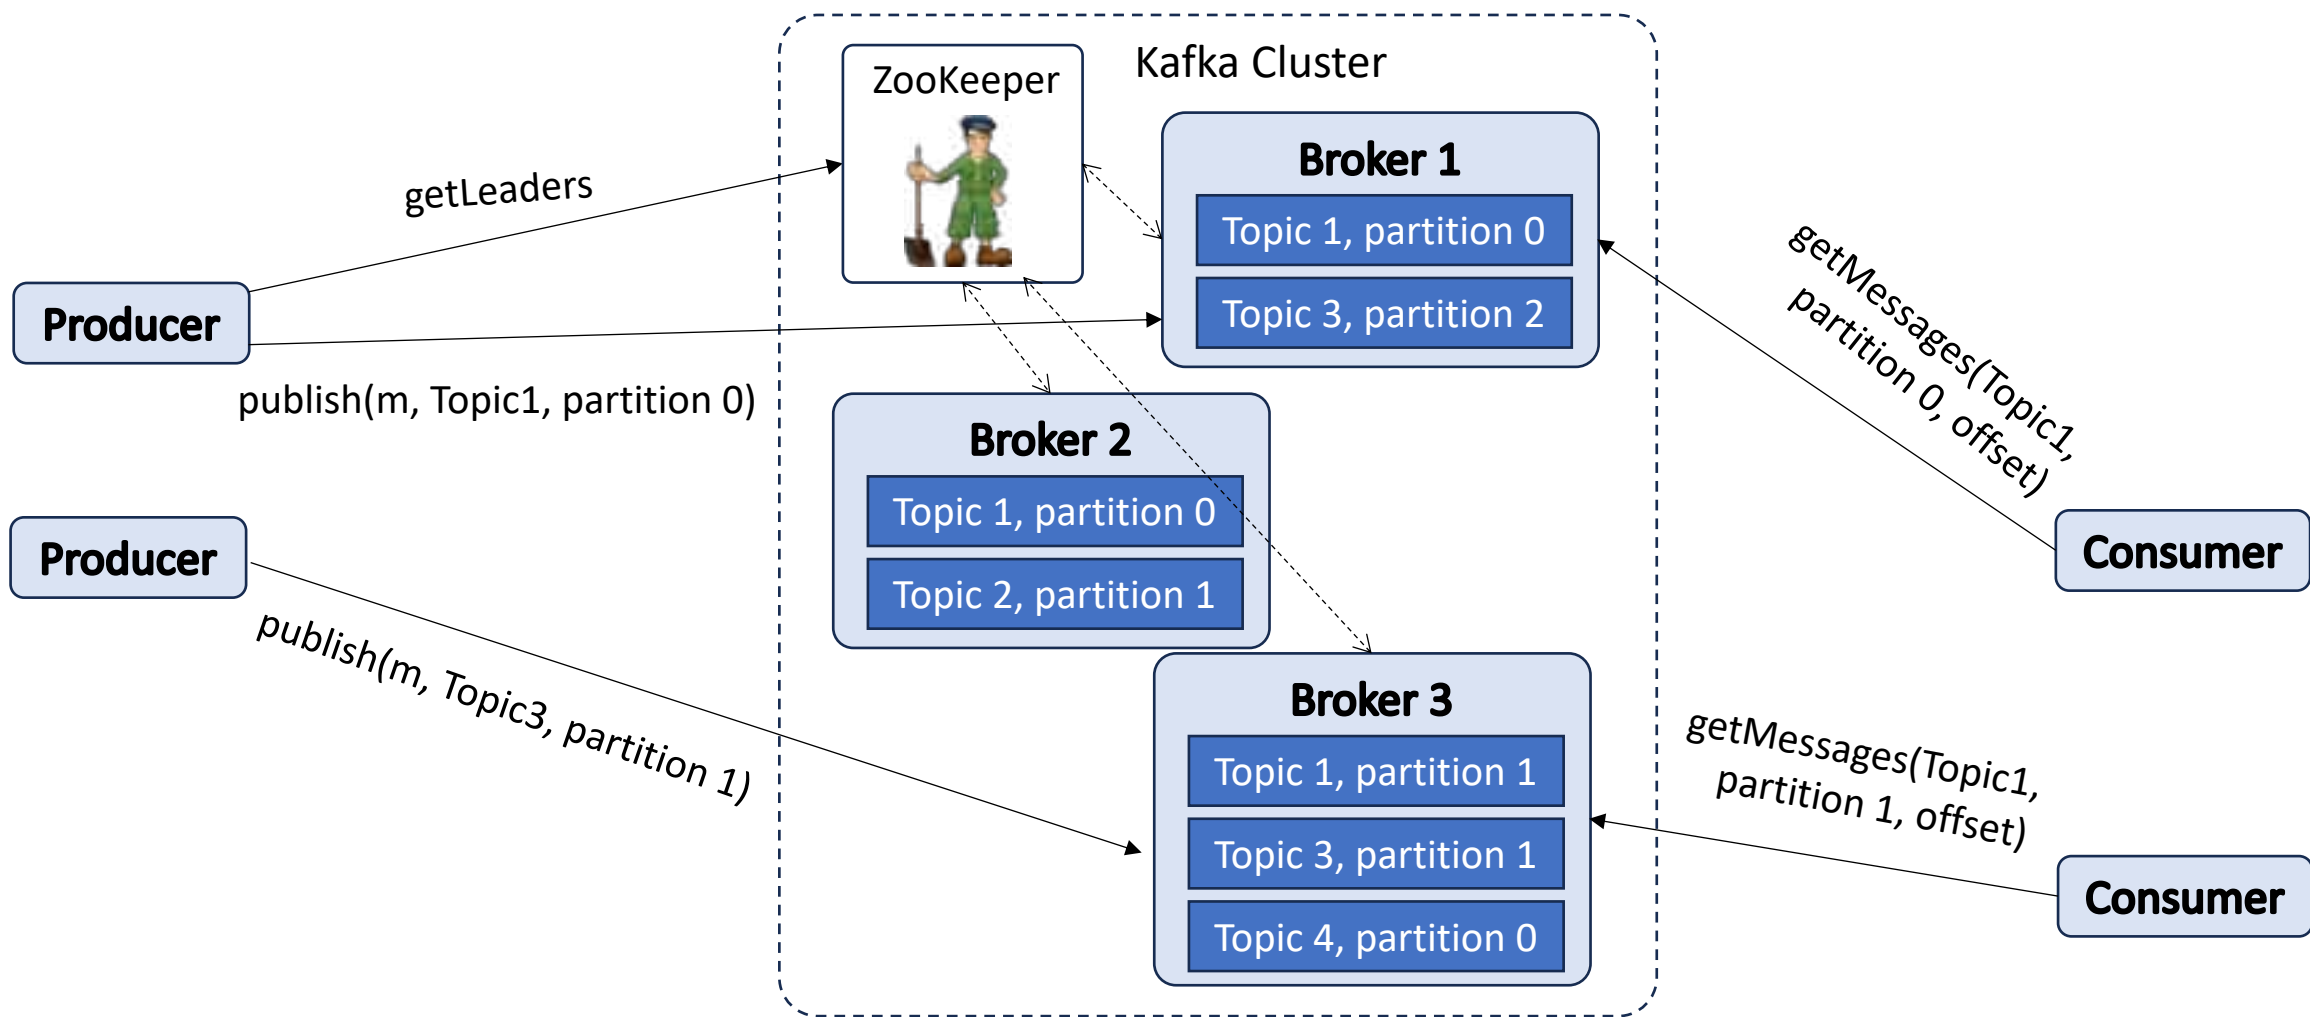 Kafka Cluster
ZooKeeper
Broker 1
Topic 1, partition 0
Topic 3, partition 2
getLeaders
Producer
publish(m, Topic1, partition 0)
Broker 2
Topic 1, partition 0
Topic 2, partition 1
Producer
publish(m, Topic3, partition 1)
Broker 3
Topic 1, partition 1
Topic 3, partition 1
Topic 4, partition 0
getMessages(Topic1,
partition 0, offset)
Consumer
getMessages(Topic1,
partition 1, offset)
Consumer